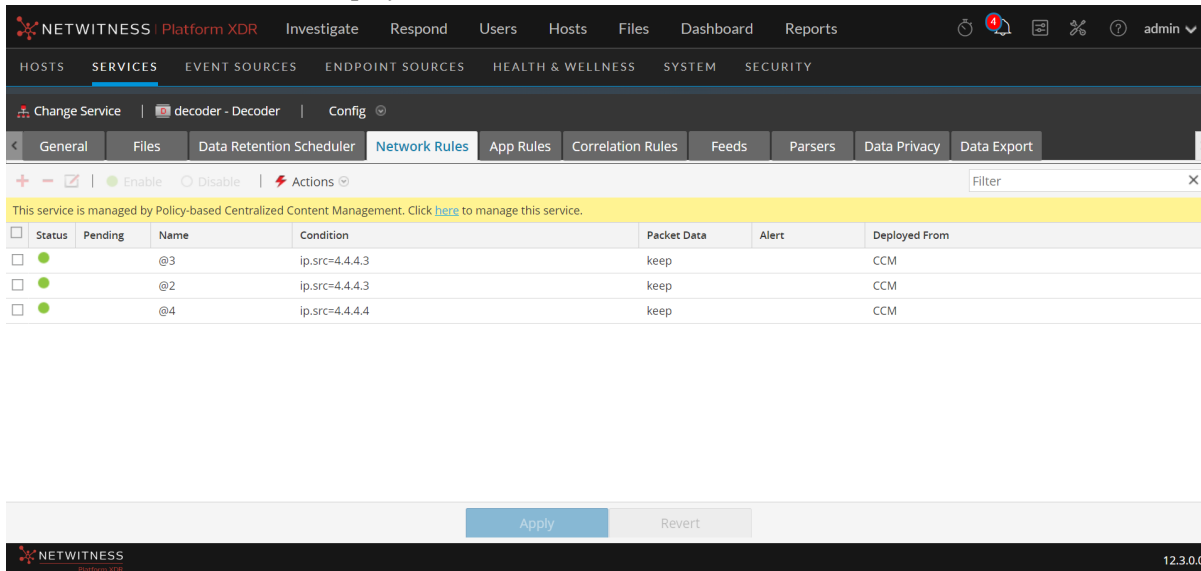 NETWITNESS Platform XDR Investigate Respond Users Hosts Files Dashboard Reports 4 admin
HOSTS SERVICES EVENT SOURCES ENDPOINT SOURCES HEALTH & WELLNESS SYSTEM SECURITY
Change Service | decoder - Decoder | Config
General Files Data Retention Scheduler Network Rules App Rules Correlation Rules Feeds Parsers Data Privacy Data Export
Enable Disable | Actions Filter
This service is managed by Policy-based Centralized Content Management. Click here to manage this service.
Status Pending Name Condition Packet Data Alert Deployed From
@3 ip.src=4.4.4.3 keep CCM
@2 ip.src=4.4.4.3 keep CCM
@4 ip.src=4.4.4.4 keep CCM
Apply Revert
NETWITNESS 12.3.0.0
Platform XDR